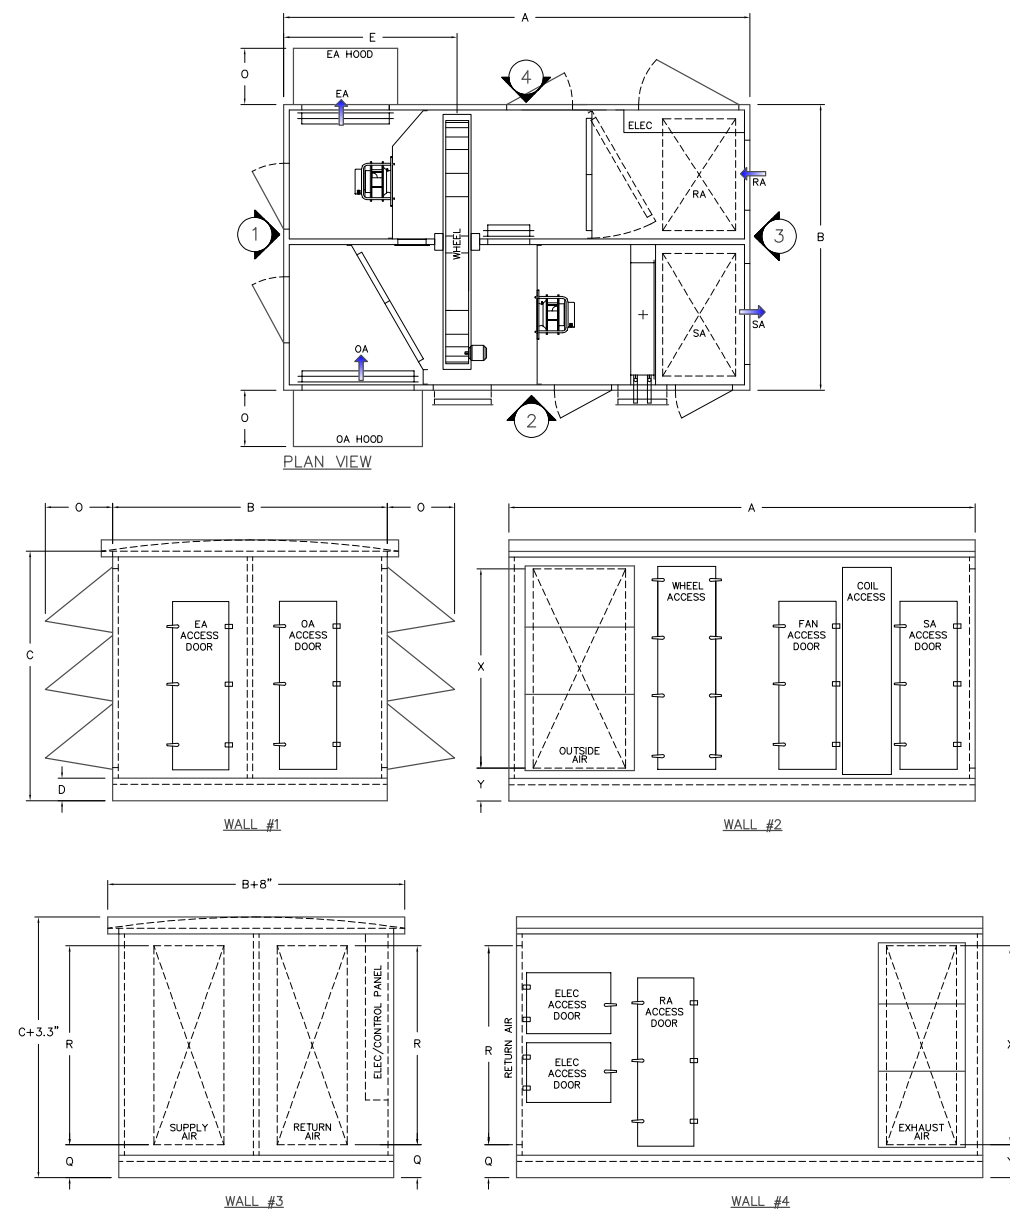 A
E
EA HOOD
O
4
EA
ELEC
RA
RA
1
WHEEL
3
B
SA
SA
OA
O
2
OA HOOD
PLAN VIEW
O
B
O
A
WHEEL
ACCESS
COIL
ACCESS
EA
ACCESS
DOOR
OA
ACCESS
DOOR
FAN
ACCESS
DOOR
SA
ACCESS
DOOR
C
X
OUTSIDE
AIR
D
Y
WALL #1
WALL #2
B+8"
C+3.3"
R
ELEC/CONTROL PANEL
R
SUPPLY
AIR
RETURN
AIR
Q
Q
WALL #3
ELEC
ACCESS
DOOR
RA
ACCESS
DOOR
RETURN AIR
R
ELEC
ACCESS
DOOR
EXHAUST
AIR
Q
WALL #4